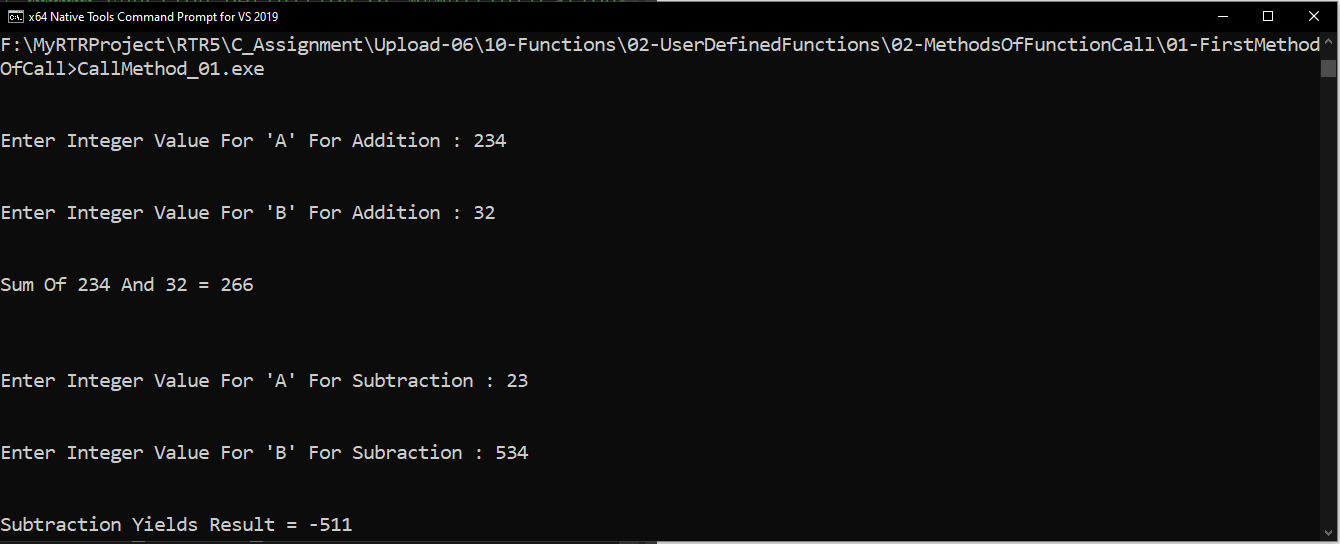 x64 Native Tools Command Prompt for VS 2019
F:\MyRTRProject\RTR5\C_Assignment\Upload-06\10-Functions\02-UserDefinedFunctions\02-MethodsOfFunctionCall\01-FirstMethod
OfCall>CallMethod_01.exe
Enter Integer Value For 'A' For Addition : 234
Enter Integer Value For 'B' For Addition : 32
Sum Of 234 And 32 = 266
Enter Integer Value For 'A' For Subtraction : 23
Enter Integer Value For 'B' For Subraction : 534
Subtraction Yields Result = -511